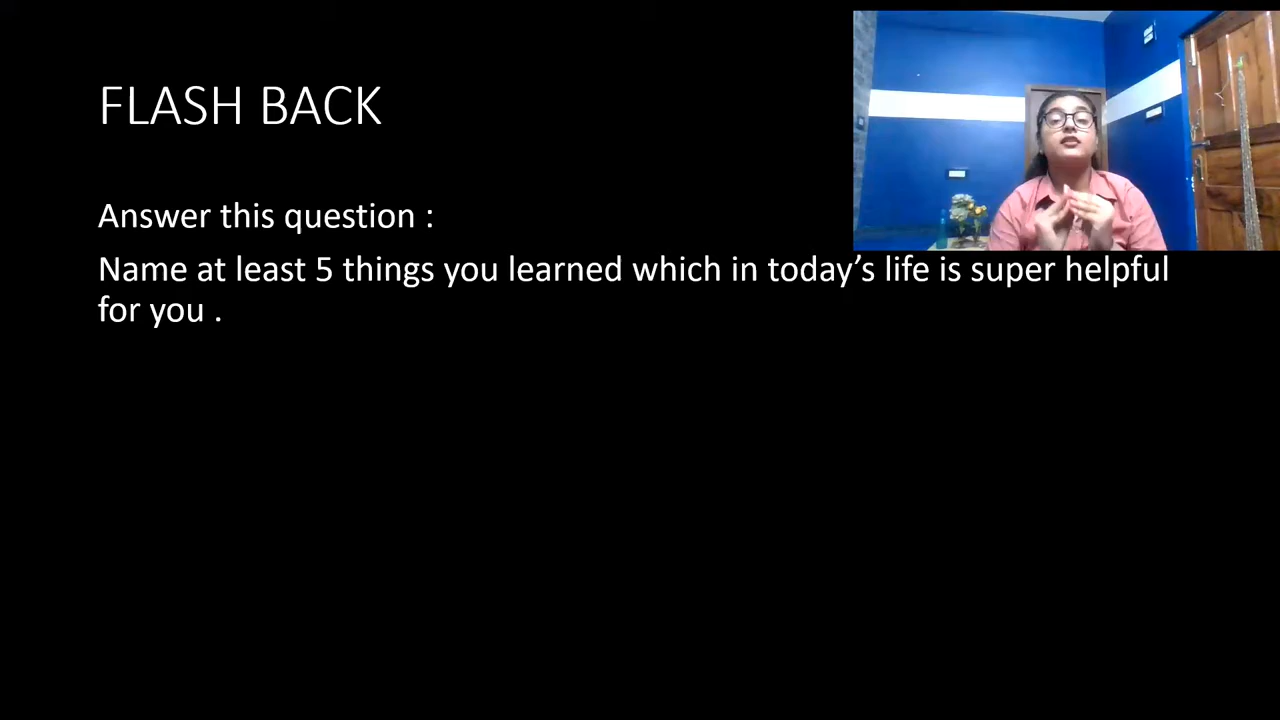 FLASH BACK
Answer this question :
Name at least 5 things you learned which in today’s life is super helpful
for you .